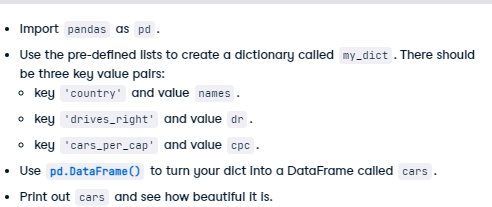 Import pandas as pd.
Use the pre-defined lists to create a dictionary called my_dict. There should
be three key value pairs:
key 'country' and value names.
key 'drives_right' and value dr.
key 'cars_per_cap' and value cpc.
Use pd.DataFrame() to turn your dict into a DataFrame called cars.
Print out cars and see how beautiful it is.